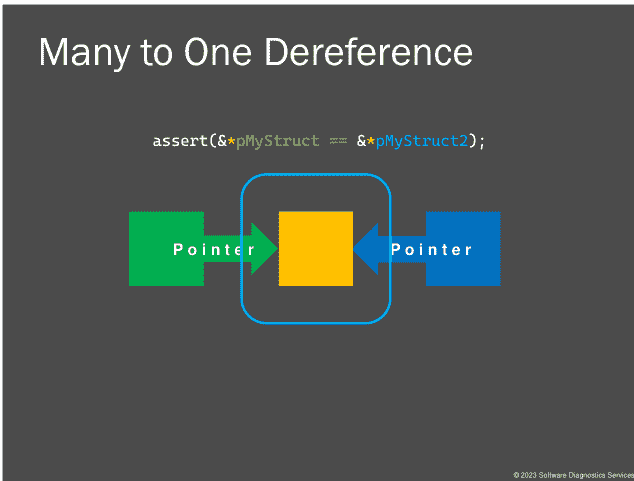 Many to One Dereference
assert(&*pMyStruct == &*pMyStruct2);
Pointer
Pointer
© 2023 Software Diagnostics Services